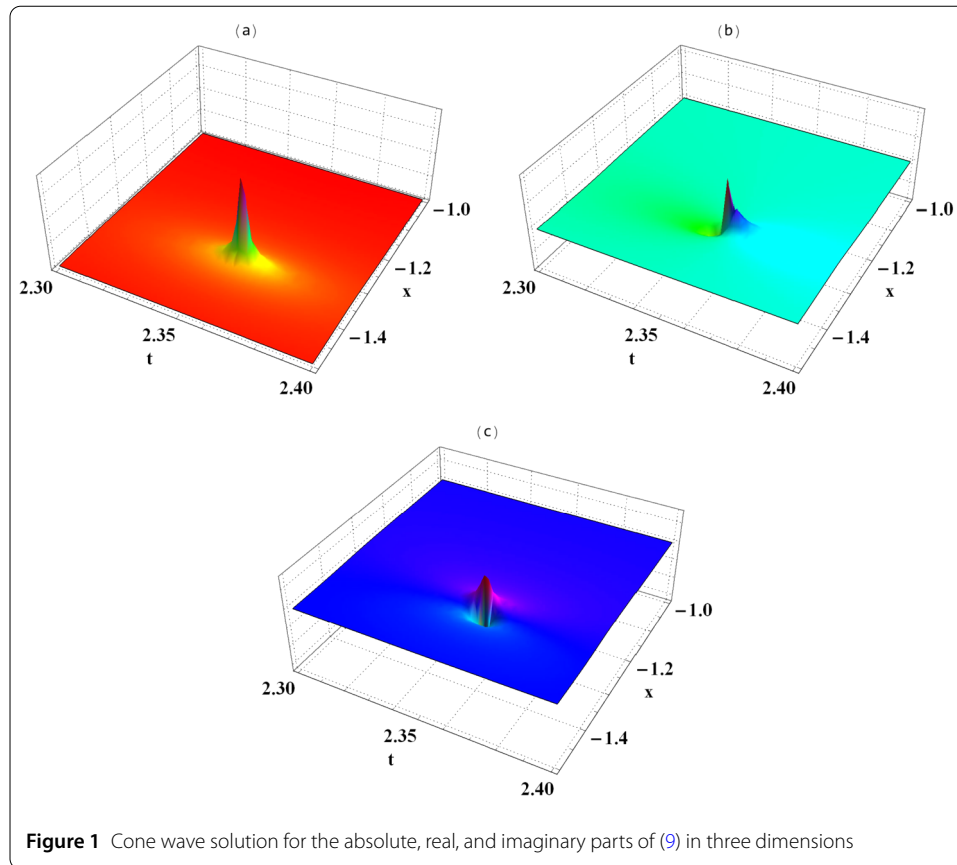 (a)
(b)
2.30
2.35
t
2.40
−1.0
−1.2
x
−1.4
2.30
2.35
t
2.40
−1.0
−1.2
x
−1.4
(c)
2.30
2.35
t
2.40
−1.0
−1.2
x
−1.4
Figure 1 Cone wave solution for the absolute, real, and imaginary parts of (9) in three dimensions